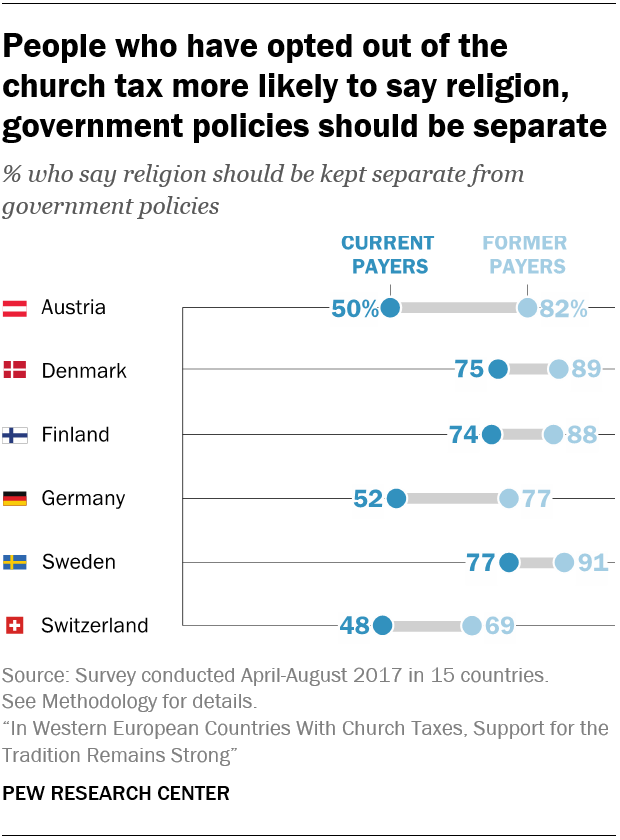 People who have opted out of the
church tax more likely to say religion,
government policies should be separate
% who say religion should be kept separate from
government policies
CURRENT PAYERS
FORMER PAYERS
Austria 50% 82%
Denmark 75 89
Finland 74 88
Germany 52 77
Sweden 77 91
Switzerland 48 69
Source: Survey conducted April-August 2017 in 15 countries.
See Methodology for details.
“In Western European Countries With Church Taxes, Support for the
Tradition Remains Strong”
PEW RESEARCH CENTER